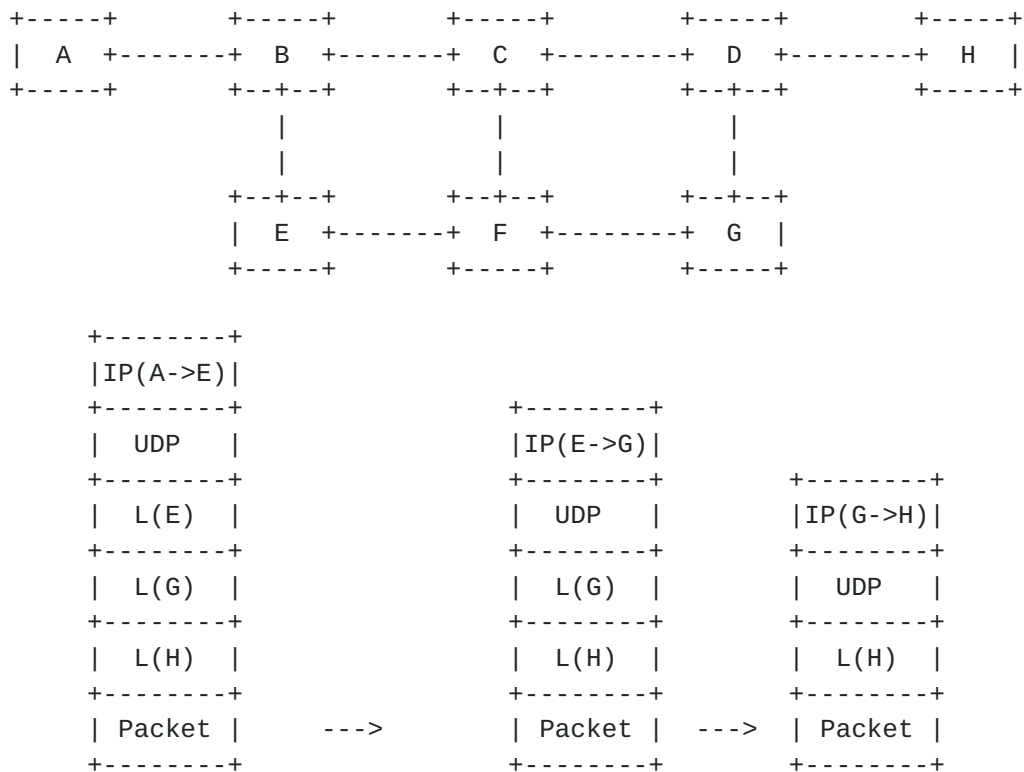 A B C D H
E F G
IP(A->E)
UDP IP(E->G)
L(E) UDP IP(G->H)
L(G) L(G) UDP
L(H) L(H) L(H)
Packet ---> Packet ---> Packet